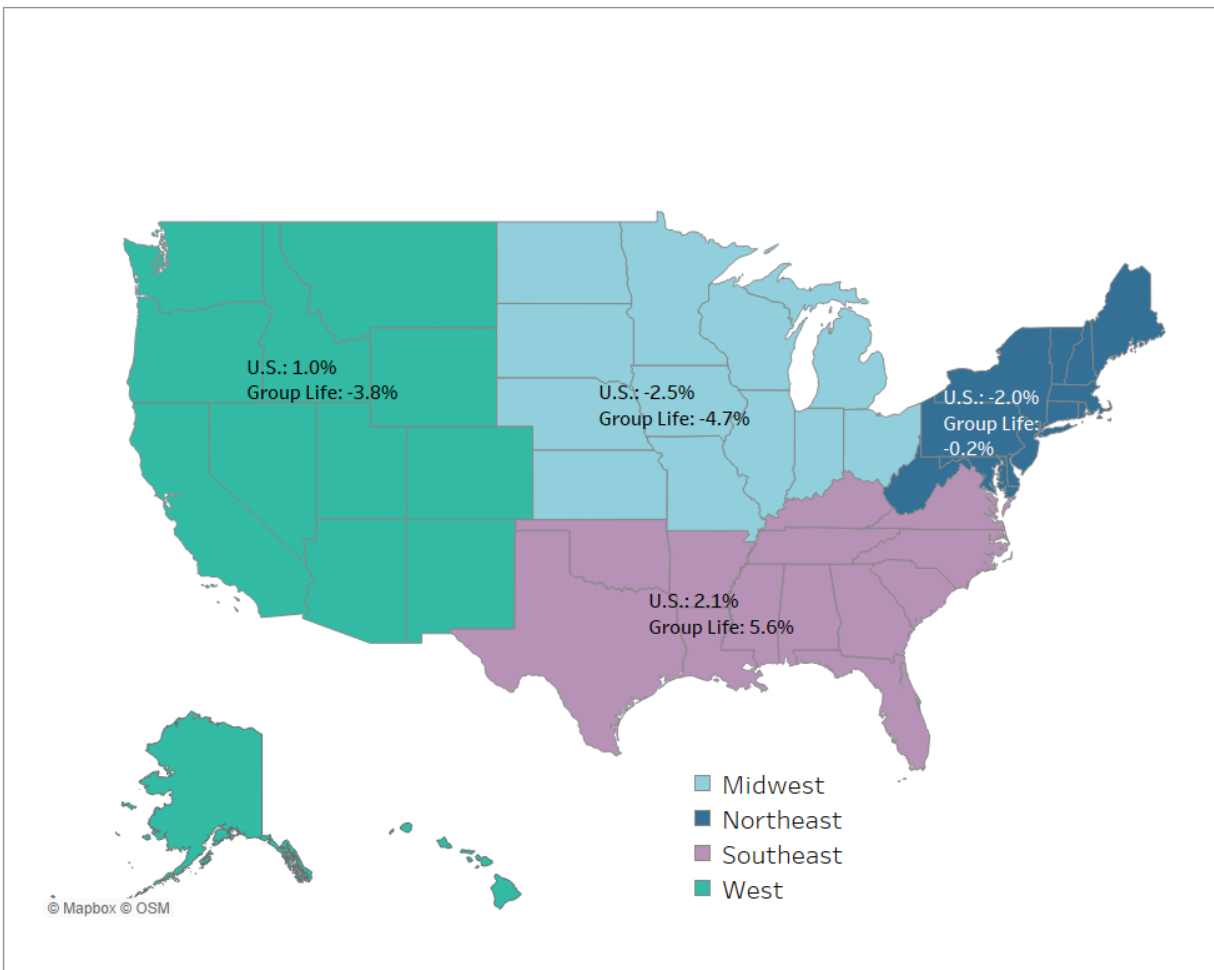 U.S.: 1.0%
Group Life: -3.8%
U.S.: -2.5%
Group Life: -4.7%
U.S.: -2.0%
Group Life:
-0.2%
U.S.: 2.1%
Group Life: 5.6%
Midwest
Northeast
Southeast
West
© Mapbox © OSM